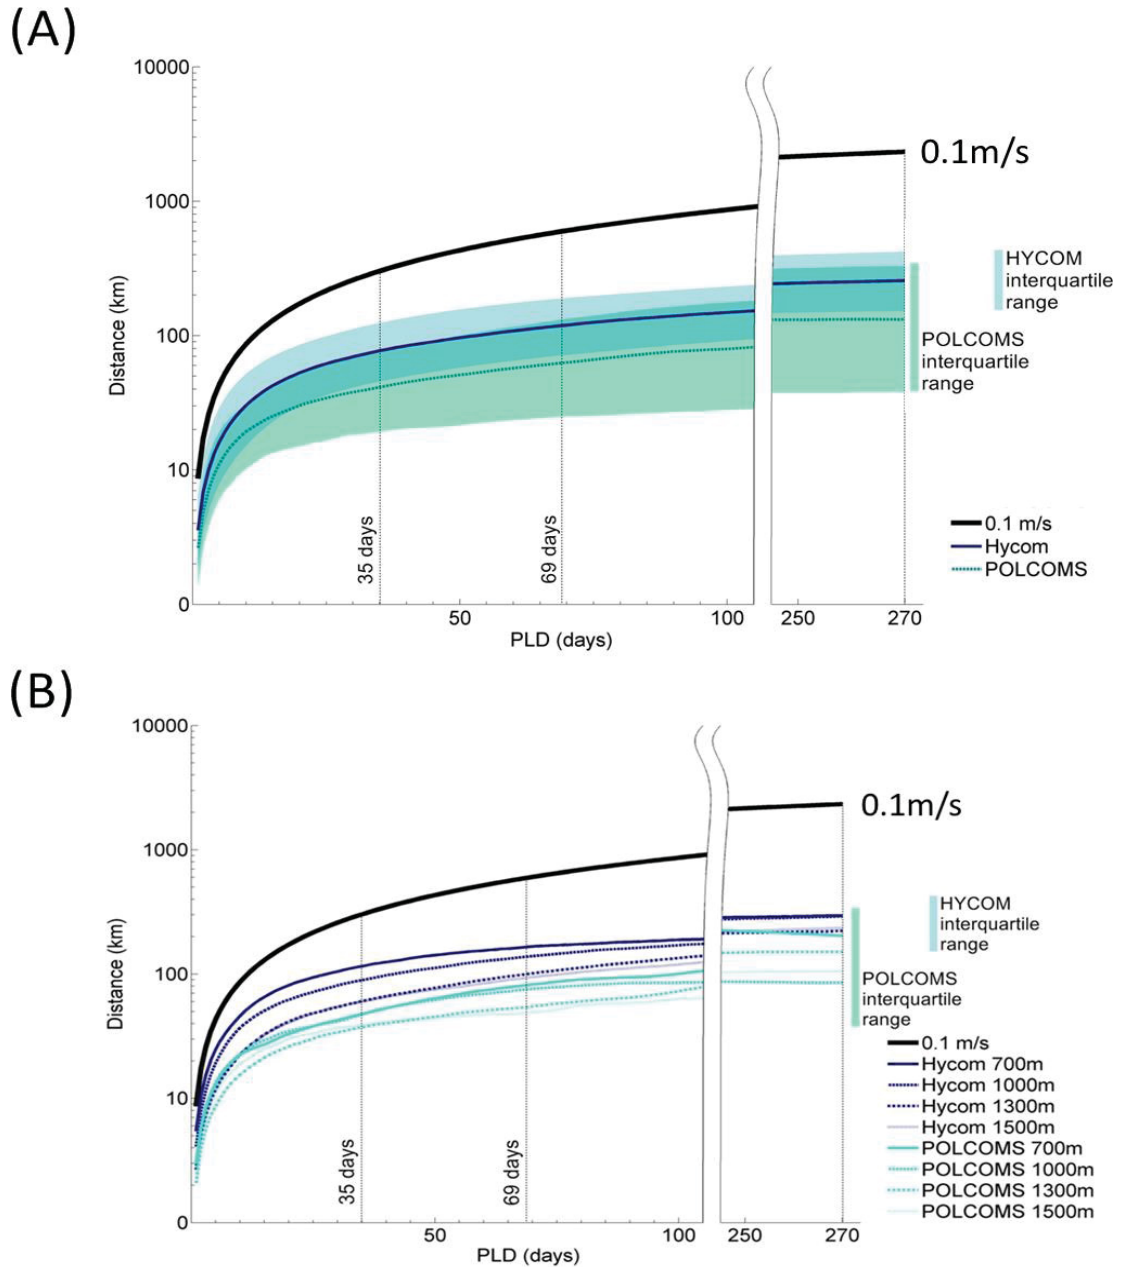 (A)
10000
1000
100
10
0
Distance (km)
35 days
69 days
50
100
250
270
PLD (days)
0.1m/s
HYCOM
interquartile
range
POLCOMS
interquartile
range
0.1 m/s
Hycom
POLCOMS
(B)
10000
1000
100
10
0
Distance (km)
35 days
69 days
50
100
250
270
PLD (days)
0.1m/s
HYCOM
interquartile
range
POLCOMS
interquartile
range
0.1 m/s
Hycom 700m
Hycom 1000m
Hycom 1300m
Hycom 1500m
POLCOMS 700m
POLCOMS 1000m
POLCOMS 1300m
POLCOMS 1500m